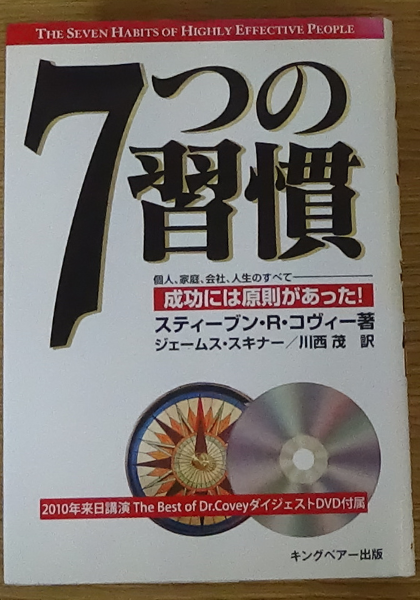 THE SEVEN HABITS OF HIGHLY EFFECTIVE PEOPLE
7つの
習慣
個人、家庭、会社、人生のすべて
成功には原則があった!
スティーブン・R・コヴィー著
ジェームス・スキナー/川西 茂 訳
2010年来日講演 The Best of Dr.CoveyダイジェストDVD付属
キングベアー出版